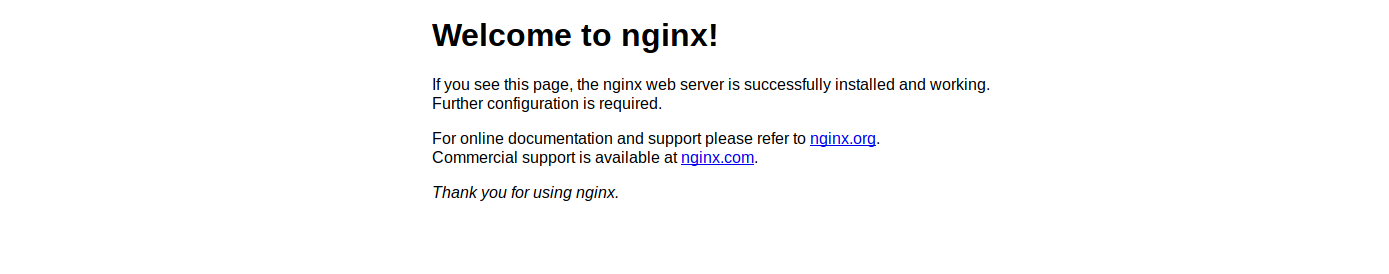 Welcome to nginx!
If you see this page, the nginx web server is successfully installed and working.
Further configuration is required.
For online documentation and support please refer to nginx.org.
Commercial support is available at nginx.com.
Thank you for using nginx.